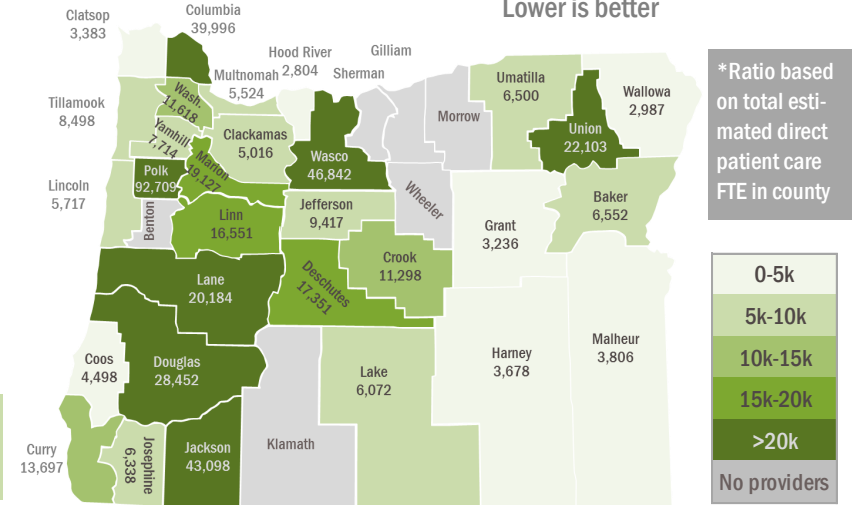 Lower is better
Clatsop
3,383
Columbia
39,996
Hood River
2,804
Gilliam
Sherman
Multnomah
5,524
Tillamook
8,498
Wash.
11,618
Yamhill
7,714
Clackamas
5,016
Marion
19,127
Polk
92,709
Wasco
46,842
Morrow
Umatilla
6,500
Union
22,103
Wallowa
2,987
Lincoln
5,717
Benton
Linn
16,551
Jefferson
9,417
Wheeler
Grant
3,236
Baker
6,552
Lane
20,184
Deschutes
17,351
Crook
11,298
Coos
4,498
Douglas
28,452
Lake
6,072
Harney
3,678
Malheur
3,806
Curry
13,697
Josephine
6,338
Jackson
43,098
Klamath
*Ratio based
on total esti-
mated direct
patient care
FTE in county
0-5k
5k-10k
10k-15k
15k-20k
>20k
No providers